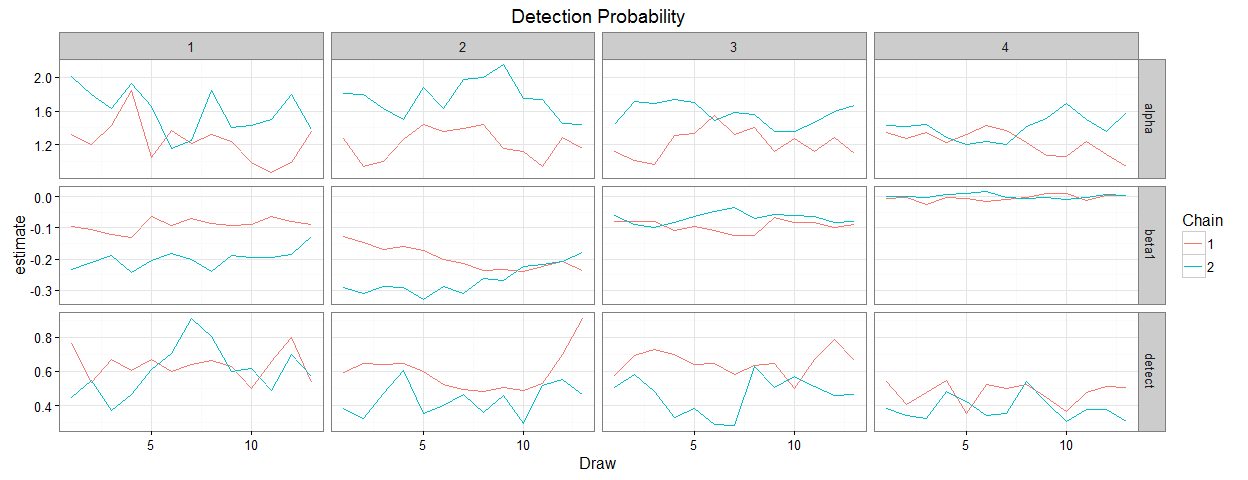 Detection Probability
1 2 3 4
2.0
1.6
1.2
alpha
0.0
-0.1
-0.2
-0.3
beta1
0.8
0.6
0.4
detect
5 10 5 10 5 10 5 10
Draw
estimate
Chain
1
2